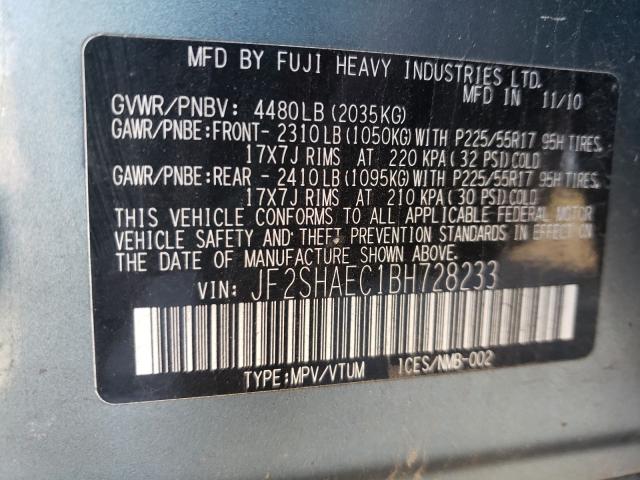 MFD BY FUJI HEAVY INDUSTRIES LTD.
MFD IN 11/10
GVWR/PNBV: 4480LB (2035KG)
GAWR/PNBE:FRONT- 2310LB(1050KG)WITH P225/55R17 95H TIRES,
17X7J RIMS AT 220 KPA(32 PSI)COLD
GAWR/PNBE:REAR - 2410LB(1095KG)WITH P225/55R17 95H TIRES,
17X7J RIMS AT 210 KPA(30 PSI)COLD
THIS VEHICLE CONFORMS TO ALL APPLICABLE FEDERAL MOTOR
VEHICLE SAFETY AND THEFT PREVENTION STANDARDS IN EFFECT ON
THE DATE OF MANUFACTURE SHOWN ABOVE.
VIN: JF2SHAEC1BH728233
TYPE:MPV/VTUM ICES/NMB-002